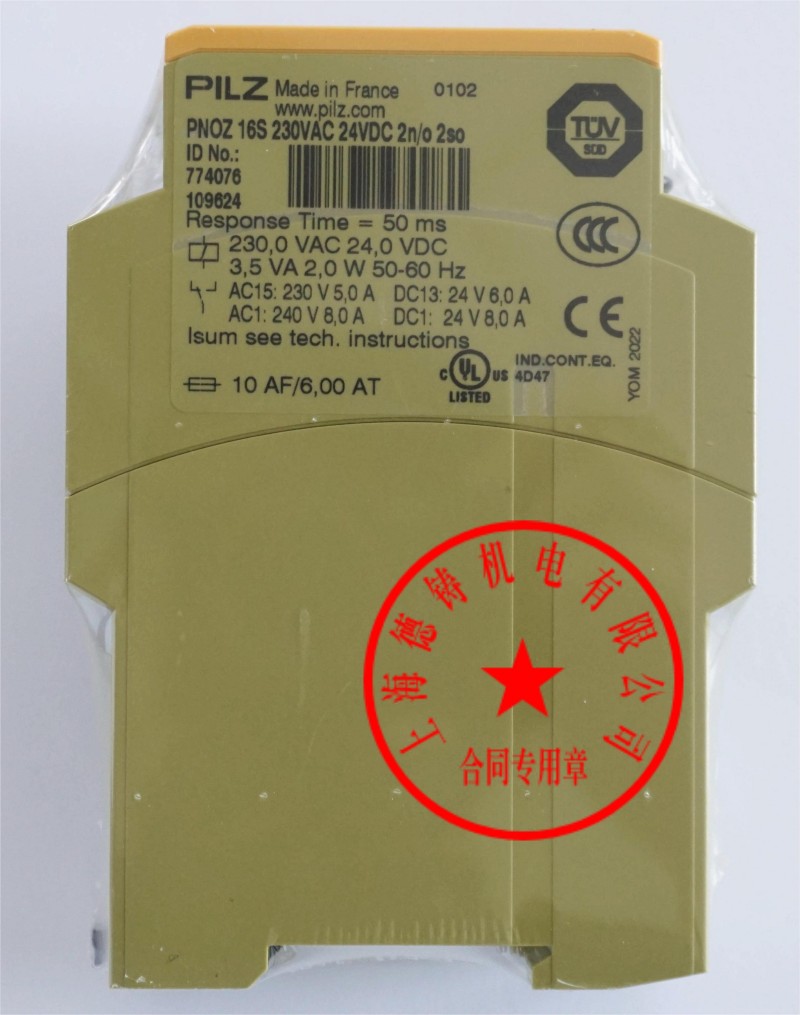 PILZ Made in France 0102
www.pilz.com
PNOZ 16S 230VAC 24VDC 2n/o 2so
ID No.:
774076
109624
TÜV
SÜD
Response Time = 50 ms
230,0 VAC 24,0 VDC
3,5 VA 2,0 W 50-60 Hz
CCC
AC15: 230 V 5,0 A DC13: 24 V 6,0 A
AC1: 240 V 8,0 A DC1: 24 V 8,0 A
CE
Isum see tech. instructions
YOM 2022
C UL US IND.CONT.EQ.
4D47
LISTED
10 AF/6,00 AT
上海德铸机电有限公司
合同专用章